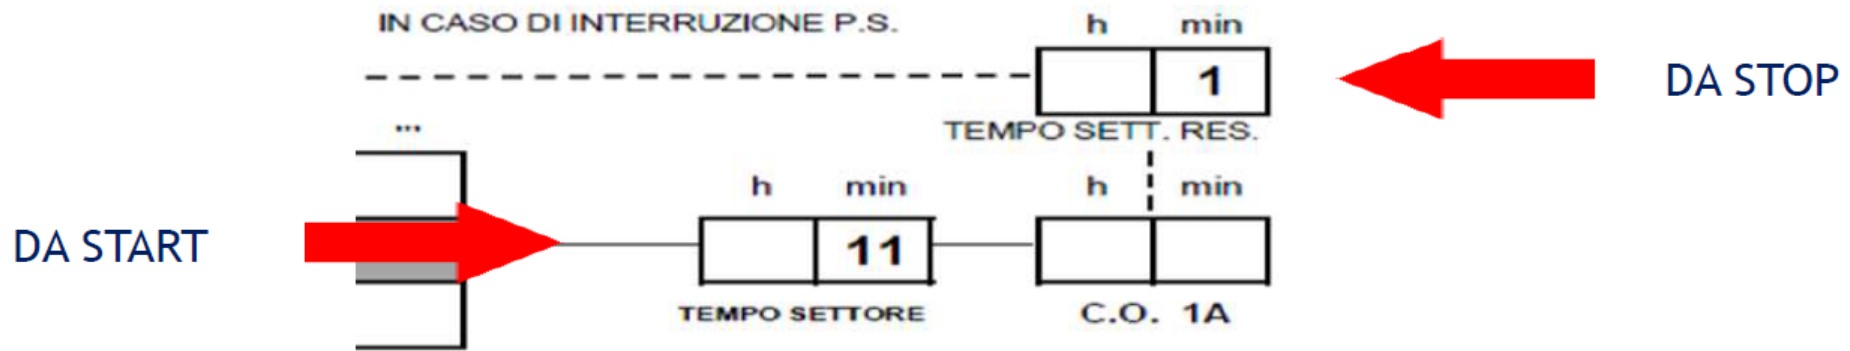 IN CASO DI INTERRUZIONE P.S.
h min
1
DA STOP
...
TEMPO SETT. RES.
h min
h min
DA START
11
TEMPO SETTORE
C.O. 1A